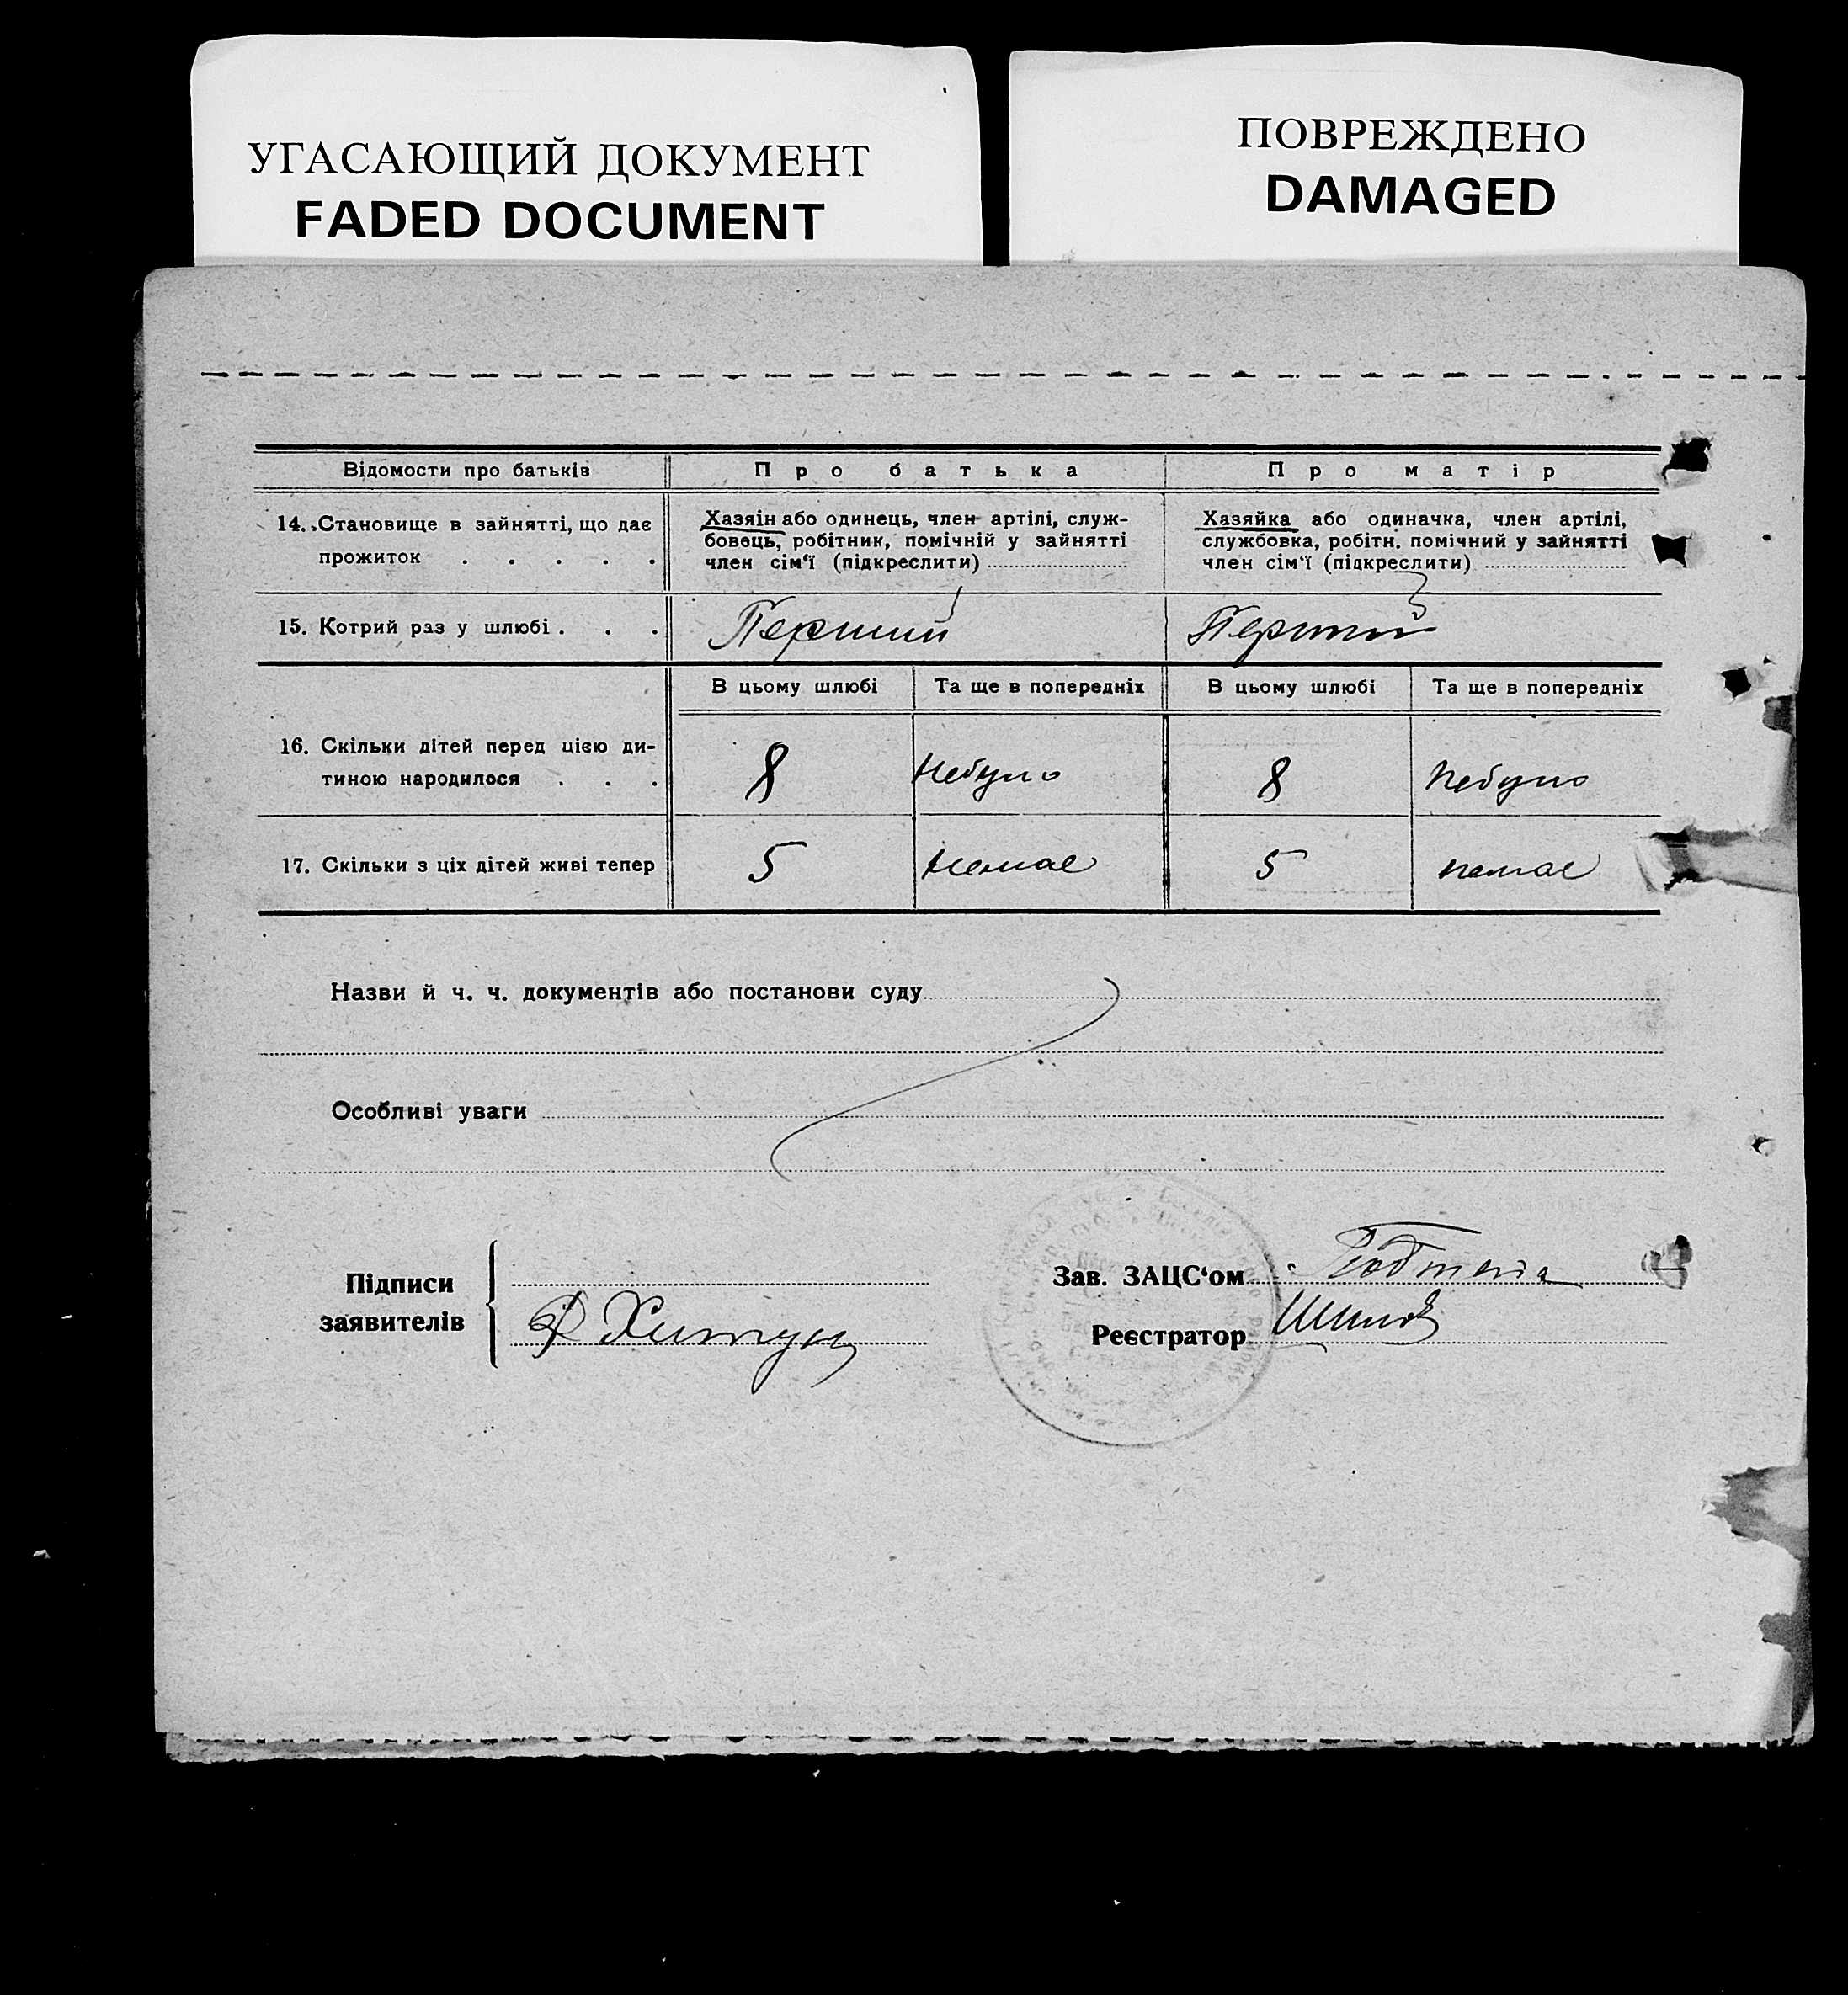 УГАСАЮЩИЙ ДОКУМЕНТ
FADED DOCUMENT
ПОВРЕЖДЕНО
DAMAGED
Відомости про батьків
Про батька
Про матір
14. Становище в зайнятті, що дає
прожиток . . . . .
Хазяін або одинець, член артілі, служ-
бовець, робітник, помічній у зайнятті
член сім‘ї (підкреслити)
Хазяйка або одиначка, член артілі,
службовка, робітн. помічний у зайнятті
член сім‘ї (підкреслити)
15. Котрий раз у шлюбі . . .
Перший
Перший
В цьому шлюбі
Та ще в попередніх
В цьому шлюбі
Та ще в попередніх
16. Скільки дітей перед цією ди-
тиною народилося . . .
8
небуло
8
небуло
17. Скільки з ціх дітей живі тепер
5
немає
5
немає
Назви й ч. ч. документів або постанови суду
Особливі уваги
Підписи
заявителів
Зав. ЗАЦС‘ом
Реєстратор